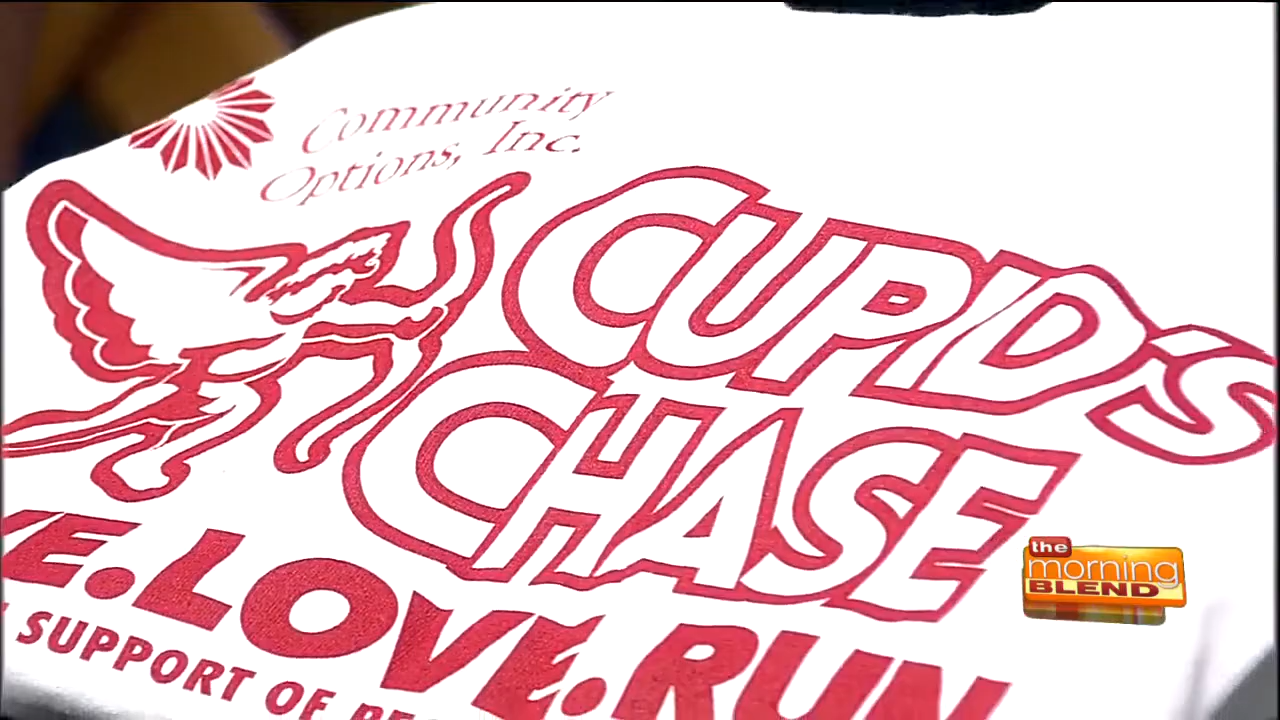 Community
Options, Inc.
CUPID'S
CHASE
E.LOVE.RUN
SUPPORT OF
the
morning
BLEND